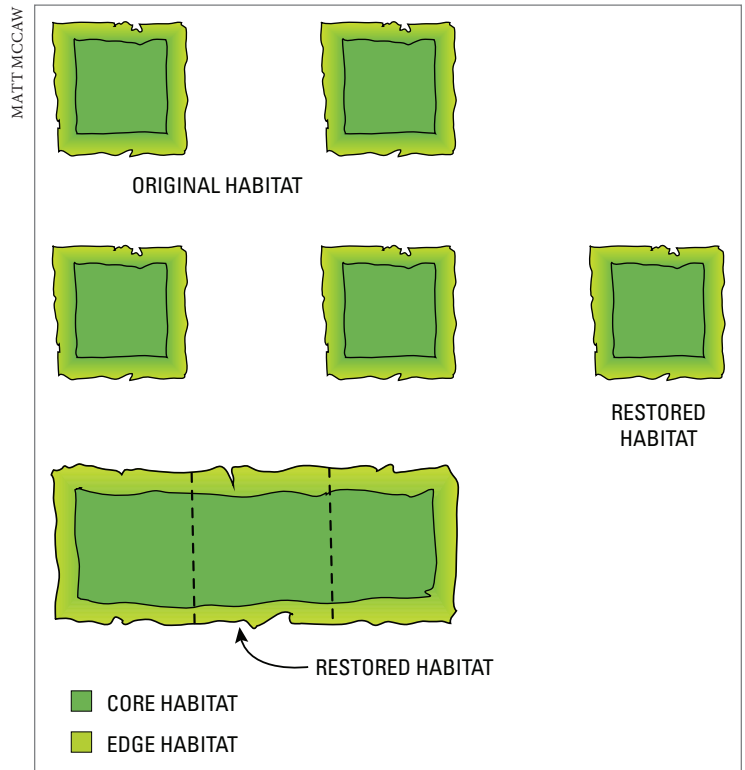 MATT MCCAW
ORIGINAL HABITAT
RESTORED
HABITAT
RESTORED HABITAT
CORE HABITAT
EDGE HABITAT